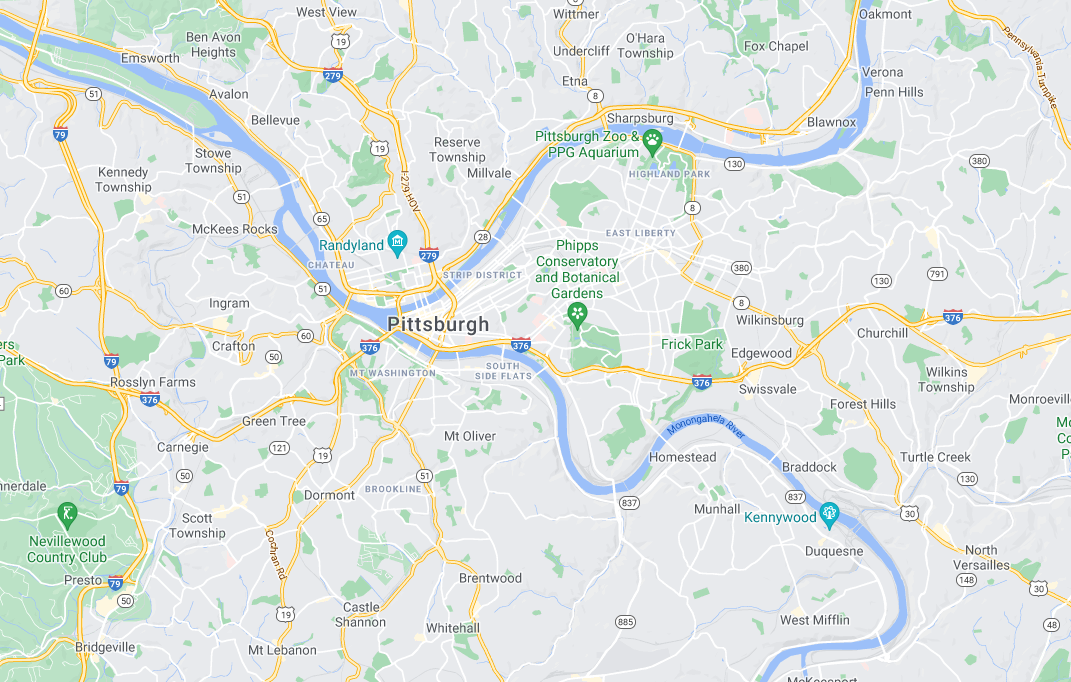 West View
Wittmer
Oakmont
Ben Avon
Heights
19
O'Hara
Township
Fox Chapel
Pennsylvania Turnpike
Emsworth
Undercliff
279
Etna
Verona
Penn Hills
51
Avalon
8
Bellevue
Sharpsburg
Blawnox
79
Pittsburgh Zoo &
PPG Aquarium
Stowe
Township
19
Reserve
Township
Millvale
130
380
Kennedy
Township
I-279 HOV
HIGHLAND PARK
51
8
65
McKees Rocks
28
EAST LIBERTY
Randyland
279
Phipps
Conservatory
and Botanical
Gardens
CHATEAU
STRIP DISTRICT
380
791
130
60
51
Ingram
8
Pittsburgh
Wilkinsburg
376
Churchill
60
Crafton
50
376
376
Frick Park
Edgewood
ers
Park
79
MT WASHINGTON
SOUTH
SIDE FLATS
Rosslyn Farms
376
376
Swissvale
Wilkins
Township
Forest Hills
Monroevil
Green Tree
Monongahela River
Mt Oliver
Carnegie
121
19
Homestead
Turtle Creek
Braddock
50
51
130
nnerdale
79
BROOKLINE
Dormont
837
837
Munhall
30
Scott
Township
Kennywood
Nevillewood
Country Club
Cochran Rd
Duquesne
North
Versailles
Presto
79
Brentwood
148
30
50
19
Castle
Shannon
885
West Mifflin
48
Whitehall
Bridgeville
Mt Lebanon
McKeesport